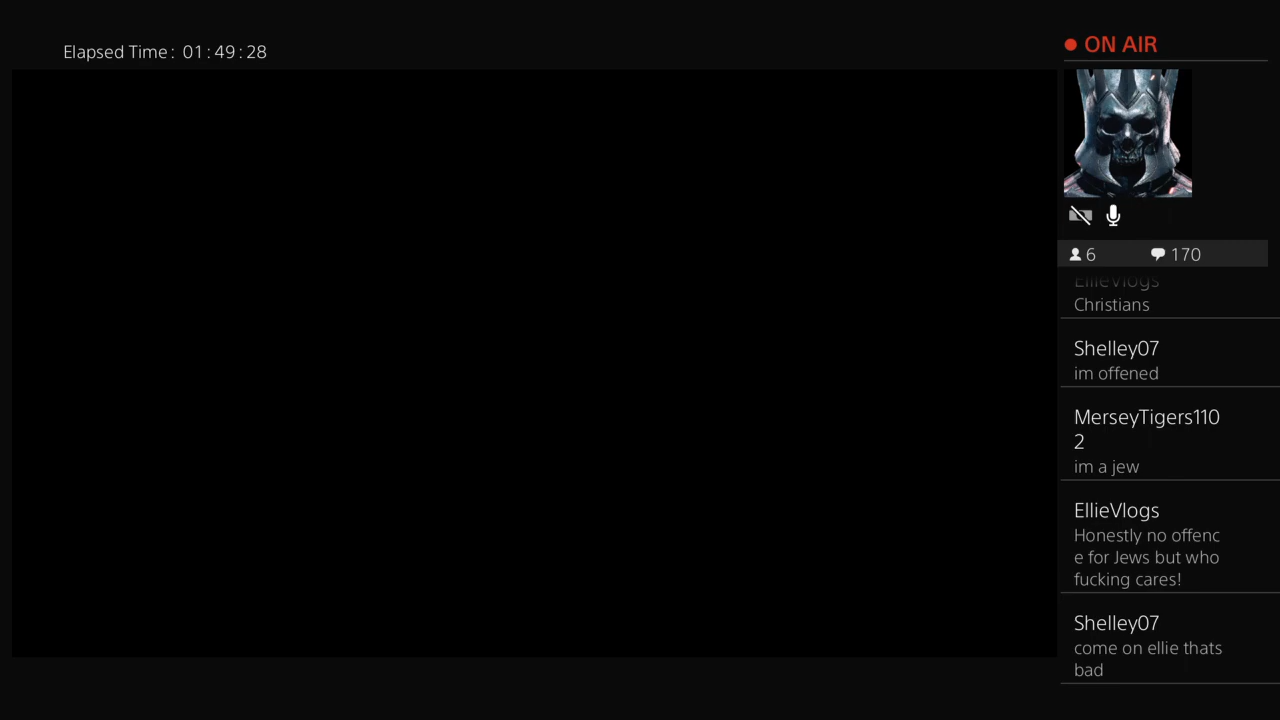 Elapsed Time: 01:49:28
ON AIR
6 170
EllieVlogs
Christians
Shelley07
im offened
MerseyTigers110
2
im a jew
EllieVlogs
Honestly no offenc
e for Jews but who
fucking cares!
Shelley07
come on ellie thats
bad